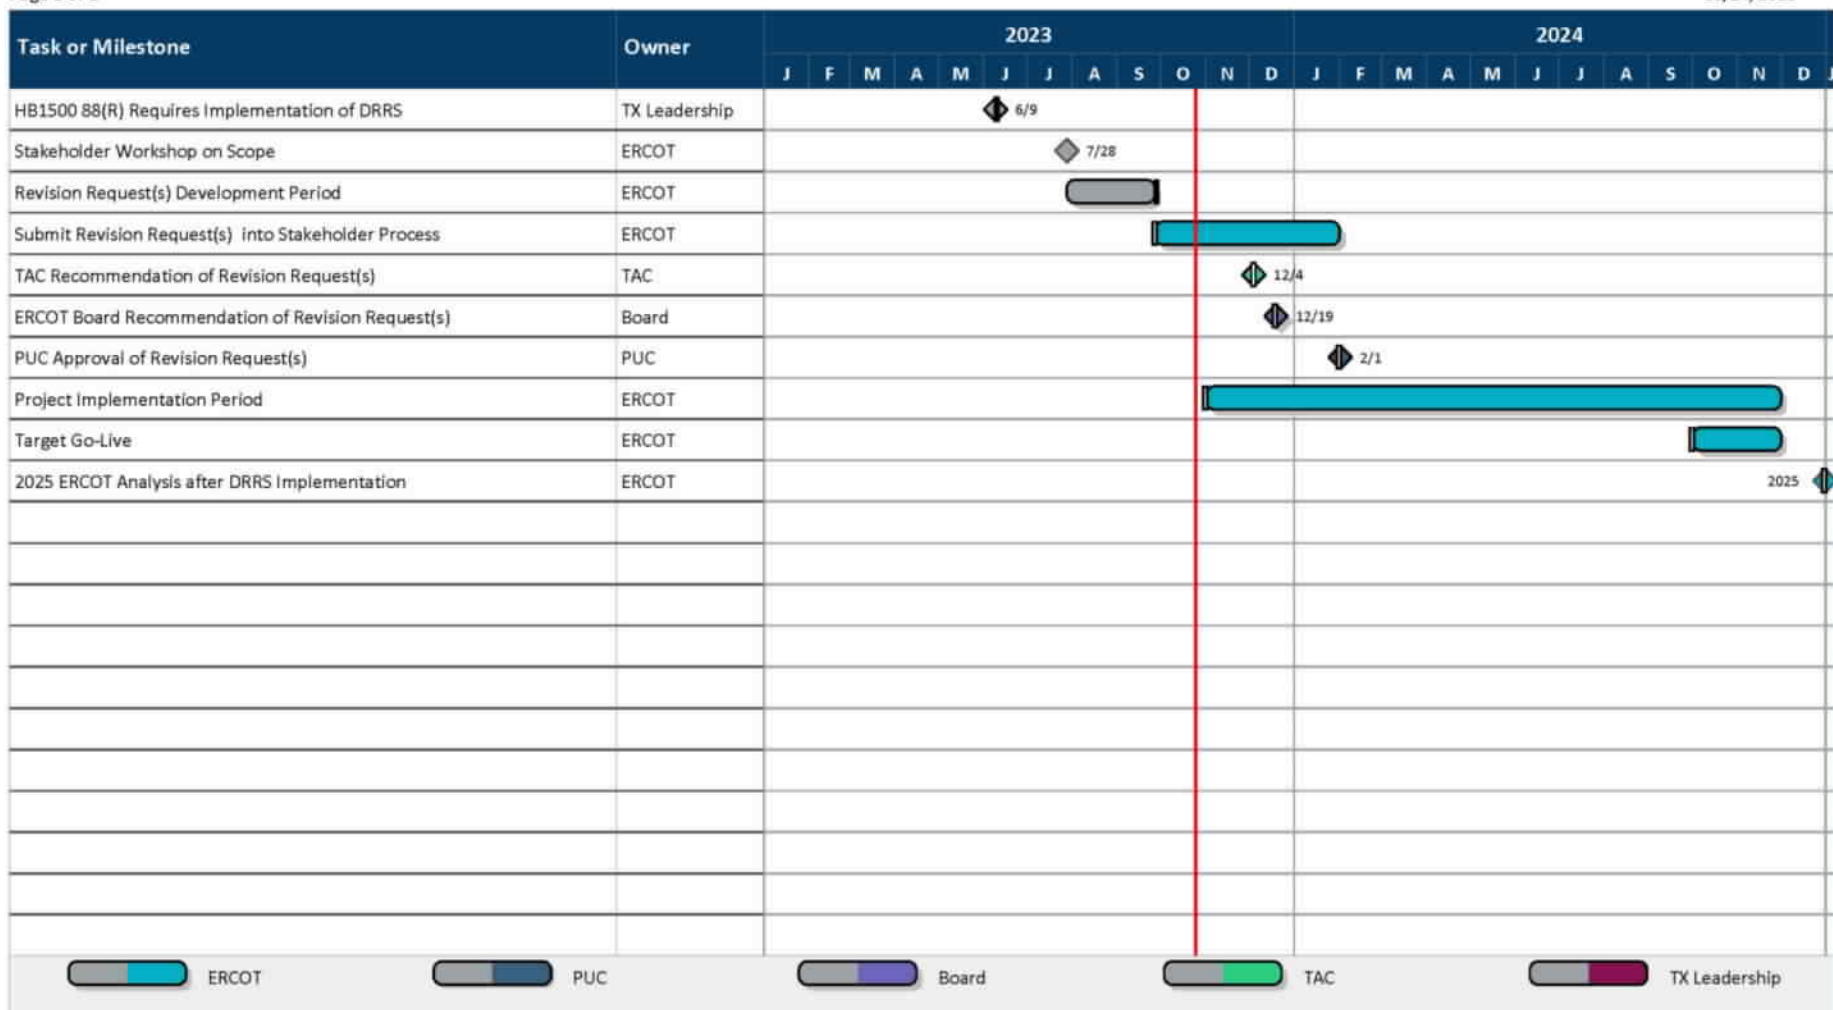 Task or Milestone Owner 2023 2024
J F M A M J J A S O N D J F M A M J J A S O N D J
HB1500 88(R) Requires Implementation of DRRS TX Leadership 6/9
Stakeholder Workshop on Scope ERCOT 7/28
Revision Request(s) Development Period ERCOT
Submit Revision Request(s) into Stakeholder Process ERCOT
TAC Recommendation of Revision Request(s) TAC 12/4
ERCOT Board Recommendation of Revision Request(s) Board 12/19
PUC Approval of Revision Request(s) PUC 2/1
Project Implementation Period ERCOT
Target Go-Live ERCOT
2025 ERCOT Analysis after DRRS Implementation ERCOT 2025
ERCOT PUC Board TAC TX Leadership